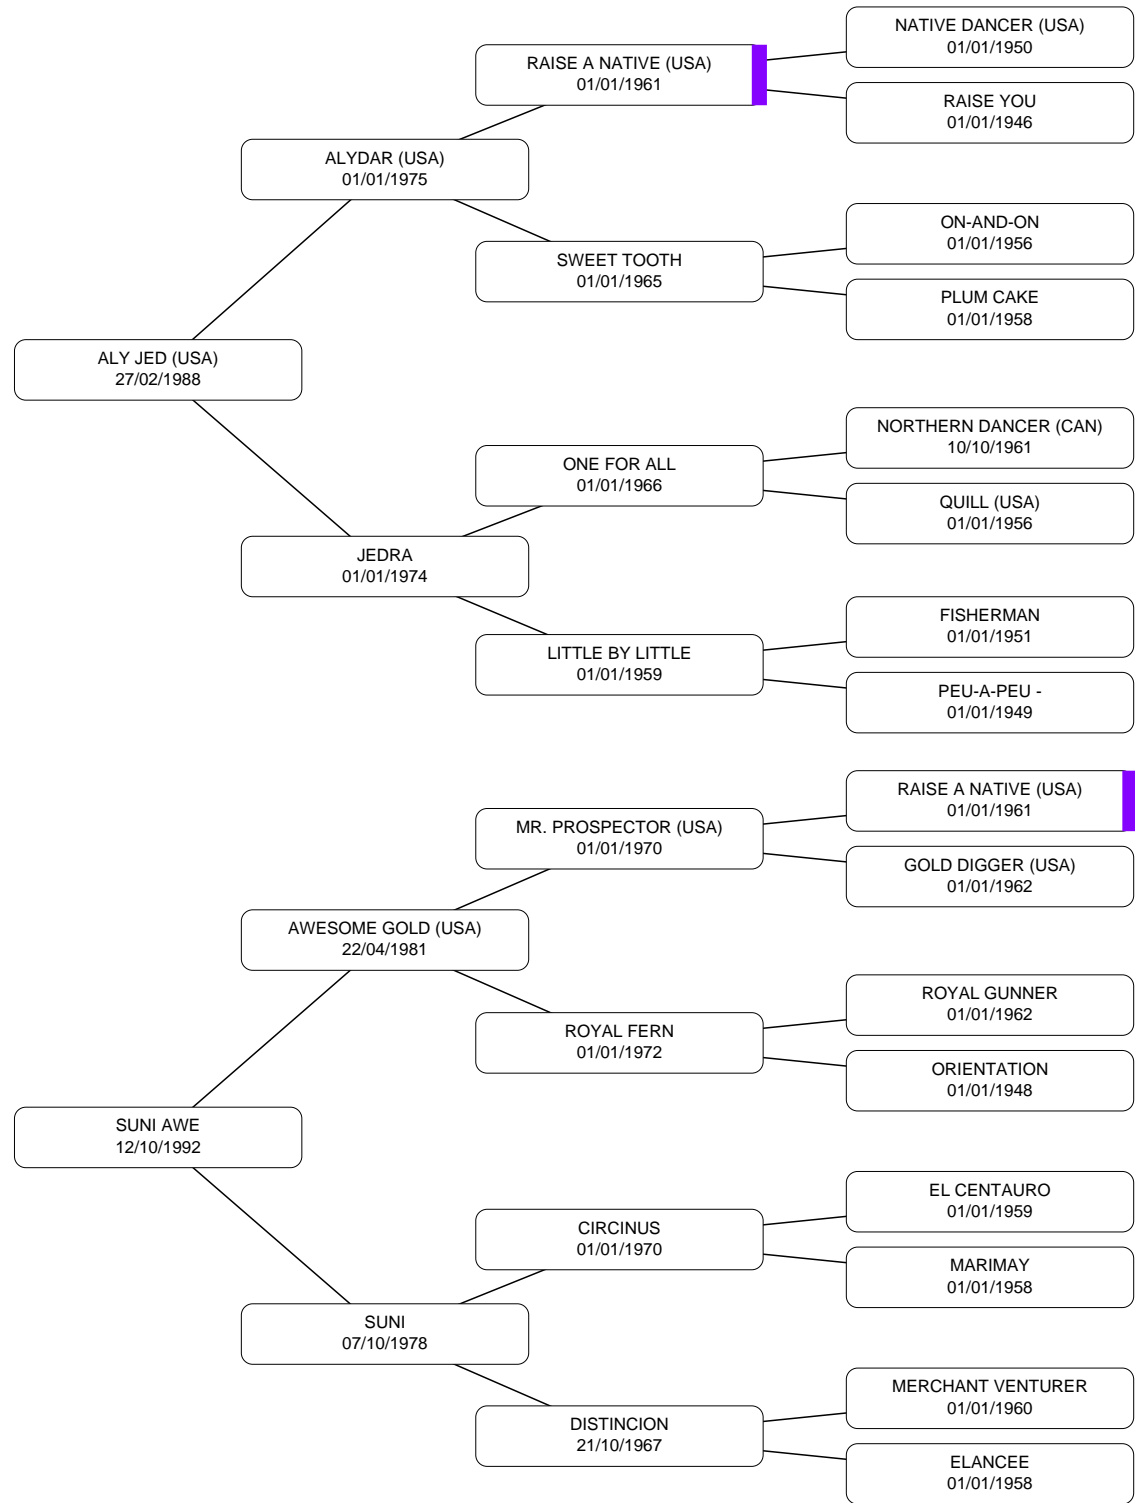 NATIVE DANCER (USA)
01/01/1950
RAISE A NATIVE (USA)
01/01/1961
RAISE YOU
01/01/1946
ALYDAR (USA)
01/01/1975
ON-AND-ON
01/01/1956
SWEET TOOTH
01/01/1965
PLUM CAKE
01/01/1958
ALY JED (USA)
27/02/1988
NORTHERN DANCER (CAN)
10/10/1961
ONE FOR ALL
01/01/1966
QUILL (USA)
01/01/1956
JEDRA
01/01/1974
FISHERMAN
01/01/1951
LITTLE BY LITTLE
01/01/1959
PEU-A-PEU -
01/01/1949
RAISE A NATIVE (USA)
01/01/1961
MR. PROSPECTOR (USA)
01/01/1970
GOLD DIGGER (USA)
01/01/1962
AWESOME GOLD (USA)
22/04/1981
ROYAL GUNNER
01/01/1962
ROYAL FERN
01/01/1972
ORIENTATION
01/01/1948
SUNI AWE
12/10/1992
EL CENTAURO
01/01/1959
CIRCINUS
01/01/1970
MARIMAY
01/01/1958
SUNI
07/10/1978
MERCHANT VENTURER
01/01/1960
DISTINCION
21/10/1967
ELANCEE
01/01/1958